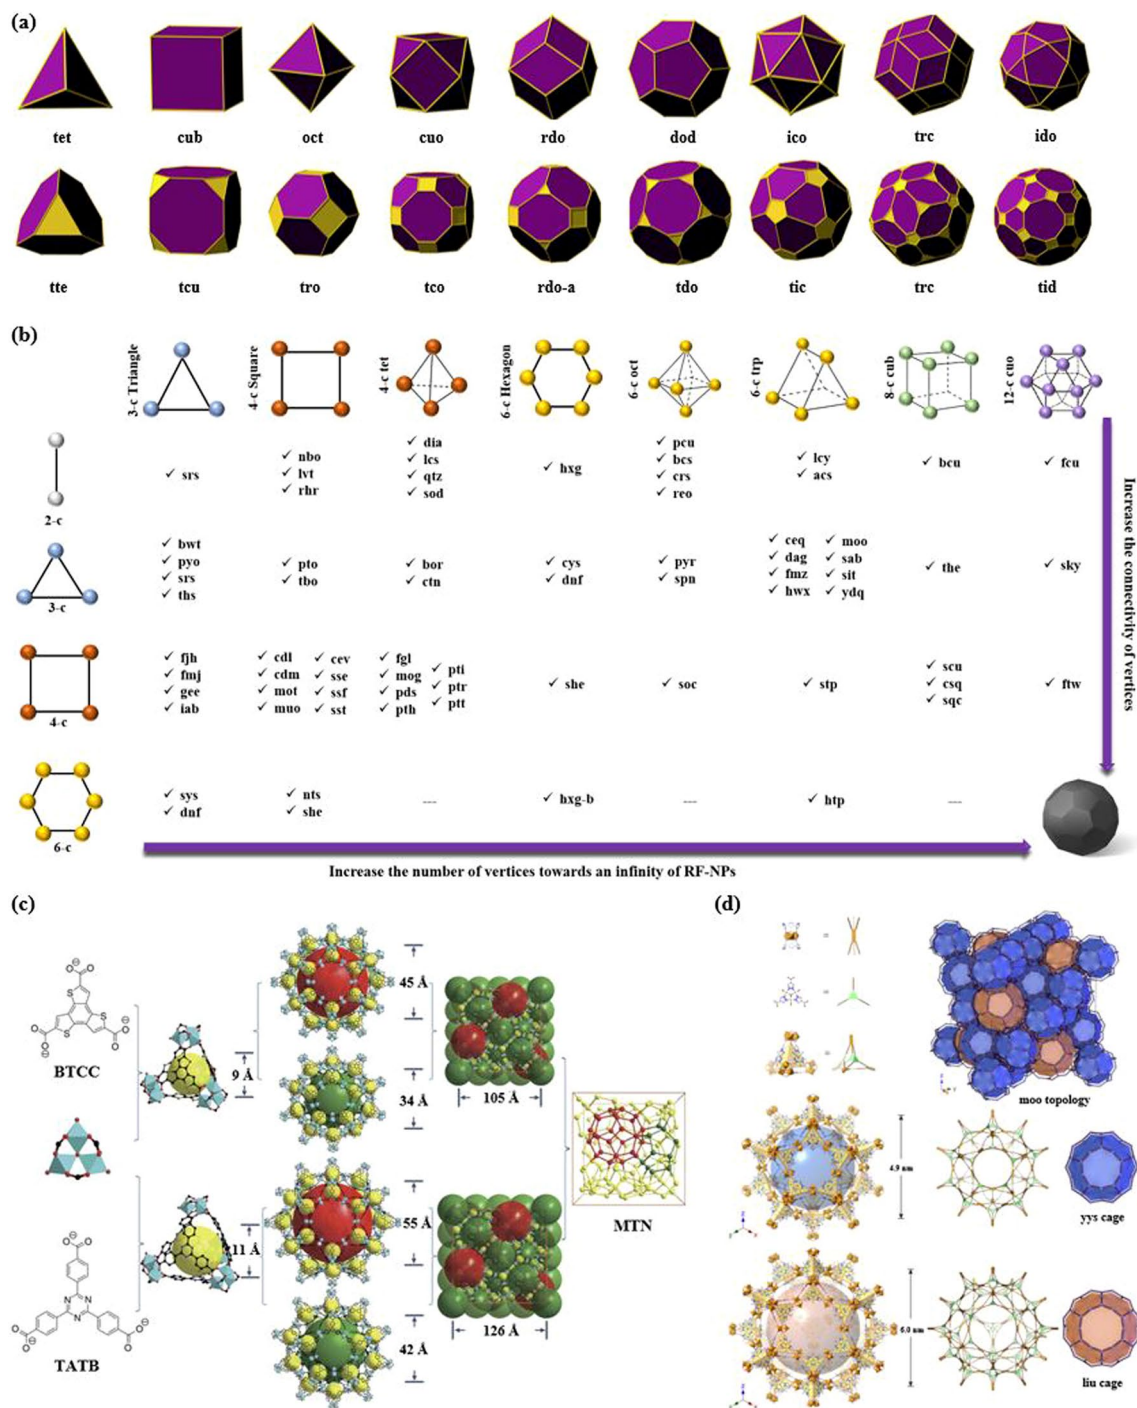 (a)
tet cub oct cuo rdo dod ico trc ido
tte tcu tro tco rdo-a tdo tic trc tid
(b)
3-c Triangle
4-c Square
4-c tet
6-c Hexagon
6-c oct
6-c trp
8-c cub
12-c cuo
2-c
✓ srs
✓ nbo
✓ lvt
✓ rhr
✓ dia
✓ lcs
✓ qtz
✓ sod
✓ hxg
✓ pcu
✓ bcs
✓ crs
✓ reo
✓ lcy
✓ acs
✓ bcu
✓ fcu
3-c
✓ bwt
✓ pyo
✓ srs
✓ ths
✓ pto
✓ tbo
✓ bor
✓ ctn
✓ cys
✓ dnf
✓ pyr
✓ spn
✓ ceq ✓ moo
✓ dag ✓ sab
✓ fmz ✓ sit
✓ hwx ✓ ydq
✓ the
✓ sky
4-c
✓ fjh
✓ fmj
✓ gee
✓ iab
✓ cdl ✓ cev
✓ cdm ✓ sse
✓ mot ✓ ssf
✓ muo ✓ sst
✓ fgl
✓ mog
✓ pds
✓ pth
✓ pti
✓ ptr
✓ ptt
✓ she
✓ soc
✓ stp
✓ scu
✓ csq
✓ sqc
✓ ftw
6-c
✓ sys
✓ dnf
✓ nts
✓ she
---
✓ hxg-b
---
✓ htp
---
Increase the connectivity of vertices
Increase the number of vertices towards an infinity of RF-NPs
(c)
BTCC
TATB
9 Å
11 Å
45 Å
34 Å
55 Å
42 Å
105 Å
126 Å
MTN
(d)
=
=
=
moo topology
4.9 nm
yys cage
6.0 nm
liu cage